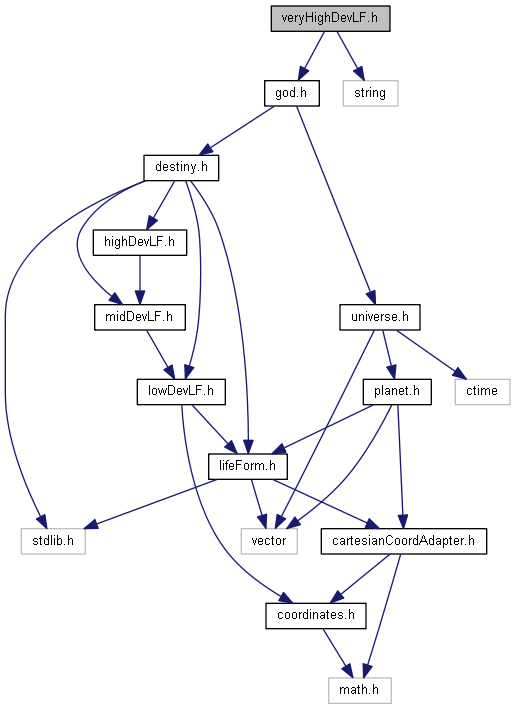 veryHighDevLF.h
god.h
string
destiny.h
highDevLF.h
midDevLF.h
universe.h
lowDevLF.h
planet.h
ctime
lifeForm.h
stdlib.h
vector
cartesianCoordAdapter.h
coordinates.h
math.h